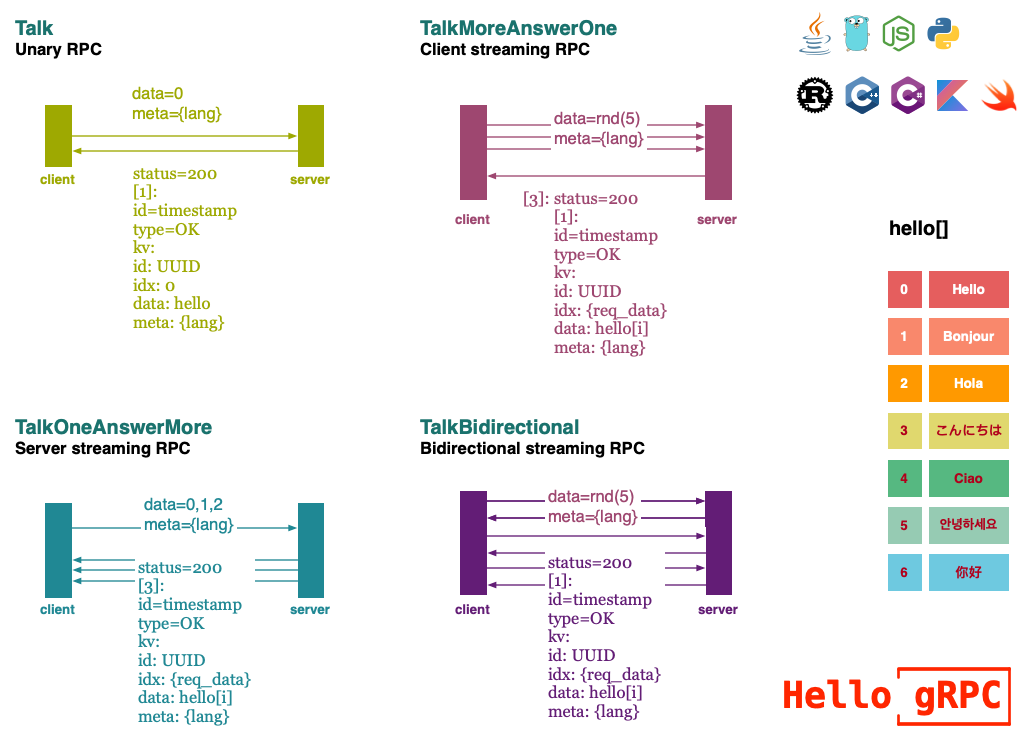 Talk
Unary RPC
data=0
meta={lang}
client
server
status=200
[1]:
id=timestamp
type=OK
kv:
id: UUID
idx: 0
data: hello
meta: {lang}
TalkMoreAnswerOne
Client streaming RPC
data=rnd(5)
meta={lang}
client
server
[3]: status=200
[1]:
id=timestamp
type=OK
kv:
id: UUID
idx: {req_data}
data: hello[i]
meta: {lang}
TalkOneAnswerMore
Server streaming RPC
data=0,1,2
meta={lang}
client
server
status=200
[3]:
id=timestamp
type=OK
kv:
id: UUID
idx: {req_data}
data: hello[i]
meta: {lang}
TalkBidirectional
Bidirectional streaming RPC
data=rnd(5)
meta={lang}
client
server
status=200
[1]:
id=timestamp
type=OK
kv:
id: UUID
idx: {req_data}
data: hello[i]
meta: {lang}
JS
R
C++
C#
hello[]
0 Hello
1 Bonjour
2 Hola
3 こんにちは
4 Ciao
5 안녕하세요
6 你好
Hello gRPC